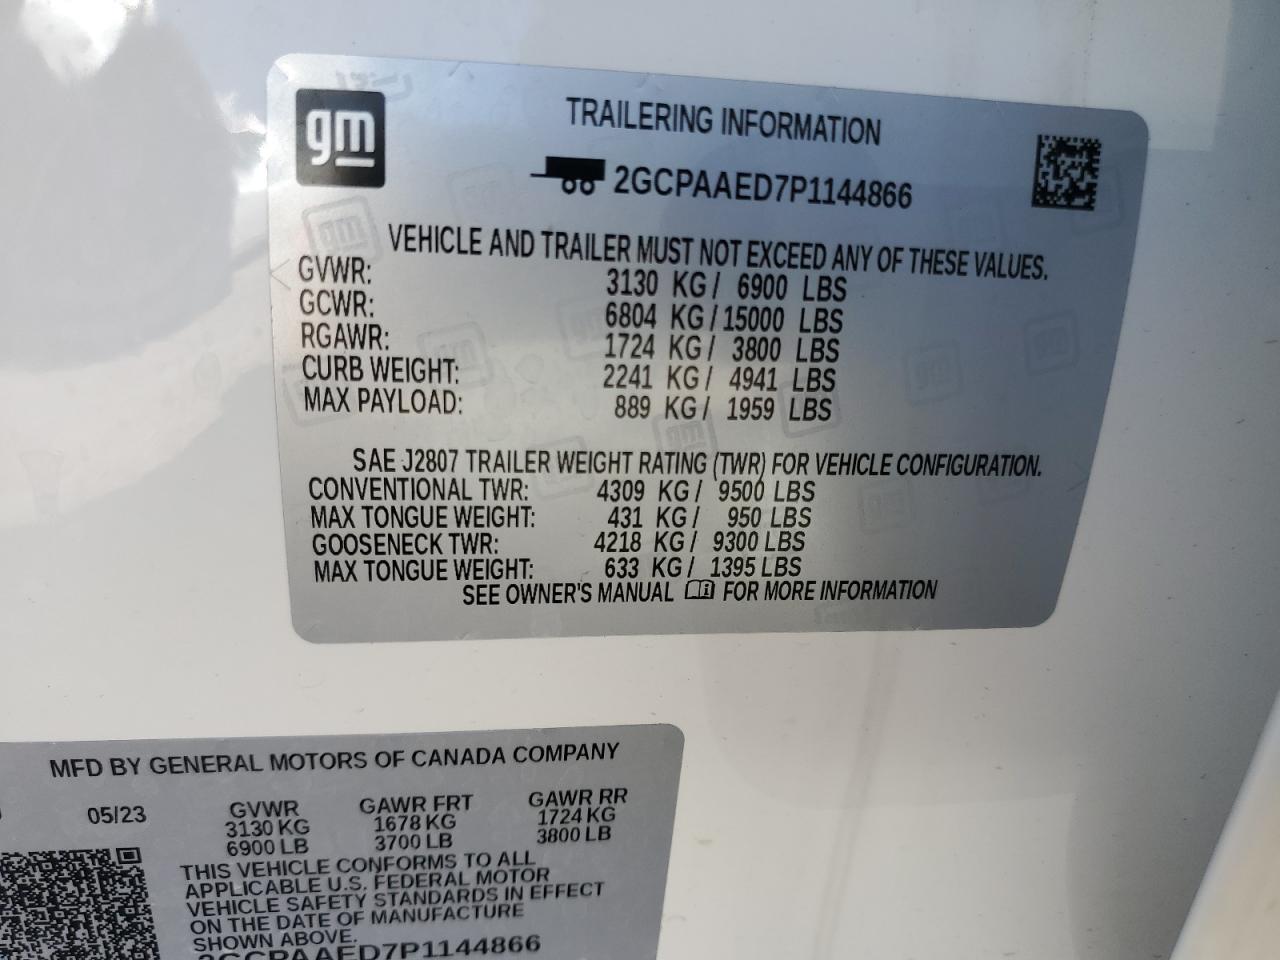 gm
TRAILERING INFORMATION
2GCPAAED7P1144866
VEHICLE AND TRAILER MUST NOT EXCEED ANY OF THESE VALUES.
GVWR: 3130 KG/ 6900 LBS
GCWR: 6804 KG/15000 LBS
RGAWR: 1724 KG/ 3800 LBS
CURB WEIGHT: 2241 KG/ 4941 LBS
MAX PAYLOAD: 889 KG/ 1959 LBS
SAE J2807 TRAILER WEIGHT RATING (TWR) FOR VEHICLE CONFIGURATION.
CONVENTIONAL TWR: 4309 KG/ 9500 LBS
MAX TONGUE WEIGHT: 431 KG/ 950 LBS
GOOSENECK TWR: 4218 KG/ 9300 LBS
MAX TONGUE WEIGHT: 633 KG/ 1395 LBS
SEE OWNER'S MANUAL FOR MORE INFORMATION
MFD BY GENERAL MOTORS OF CANADA COMPANY
05/23 GVWR GAWR FRT GAWR RR
3130 KG 1678 KG 1724 KG
6900 LB 3700 LB 3800 LB
THIS VEHICLE CONFORMS TO ALL
APPLICABLE U.S. FEDERAL MOTOR
VEHICLE SAFETY STANDARDS IN EFFECT
ON THE DATE OF MANUFACTURE
SHOWN ABOVE.
2GCPAAED7P1144866